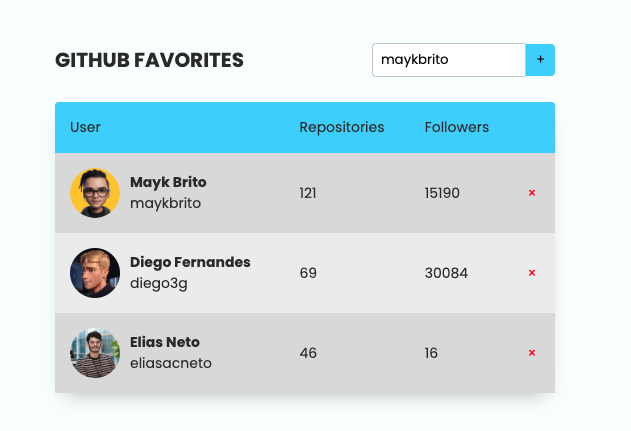 GITHUB FAVORITES
maykbrito +
User Repositories Followers
Mayk Brito
maykbrito 121 15190 ×
Diego Fernandes
diego3g 69 30084 ×
Elias Neto
eliasacneto 46 16 ×